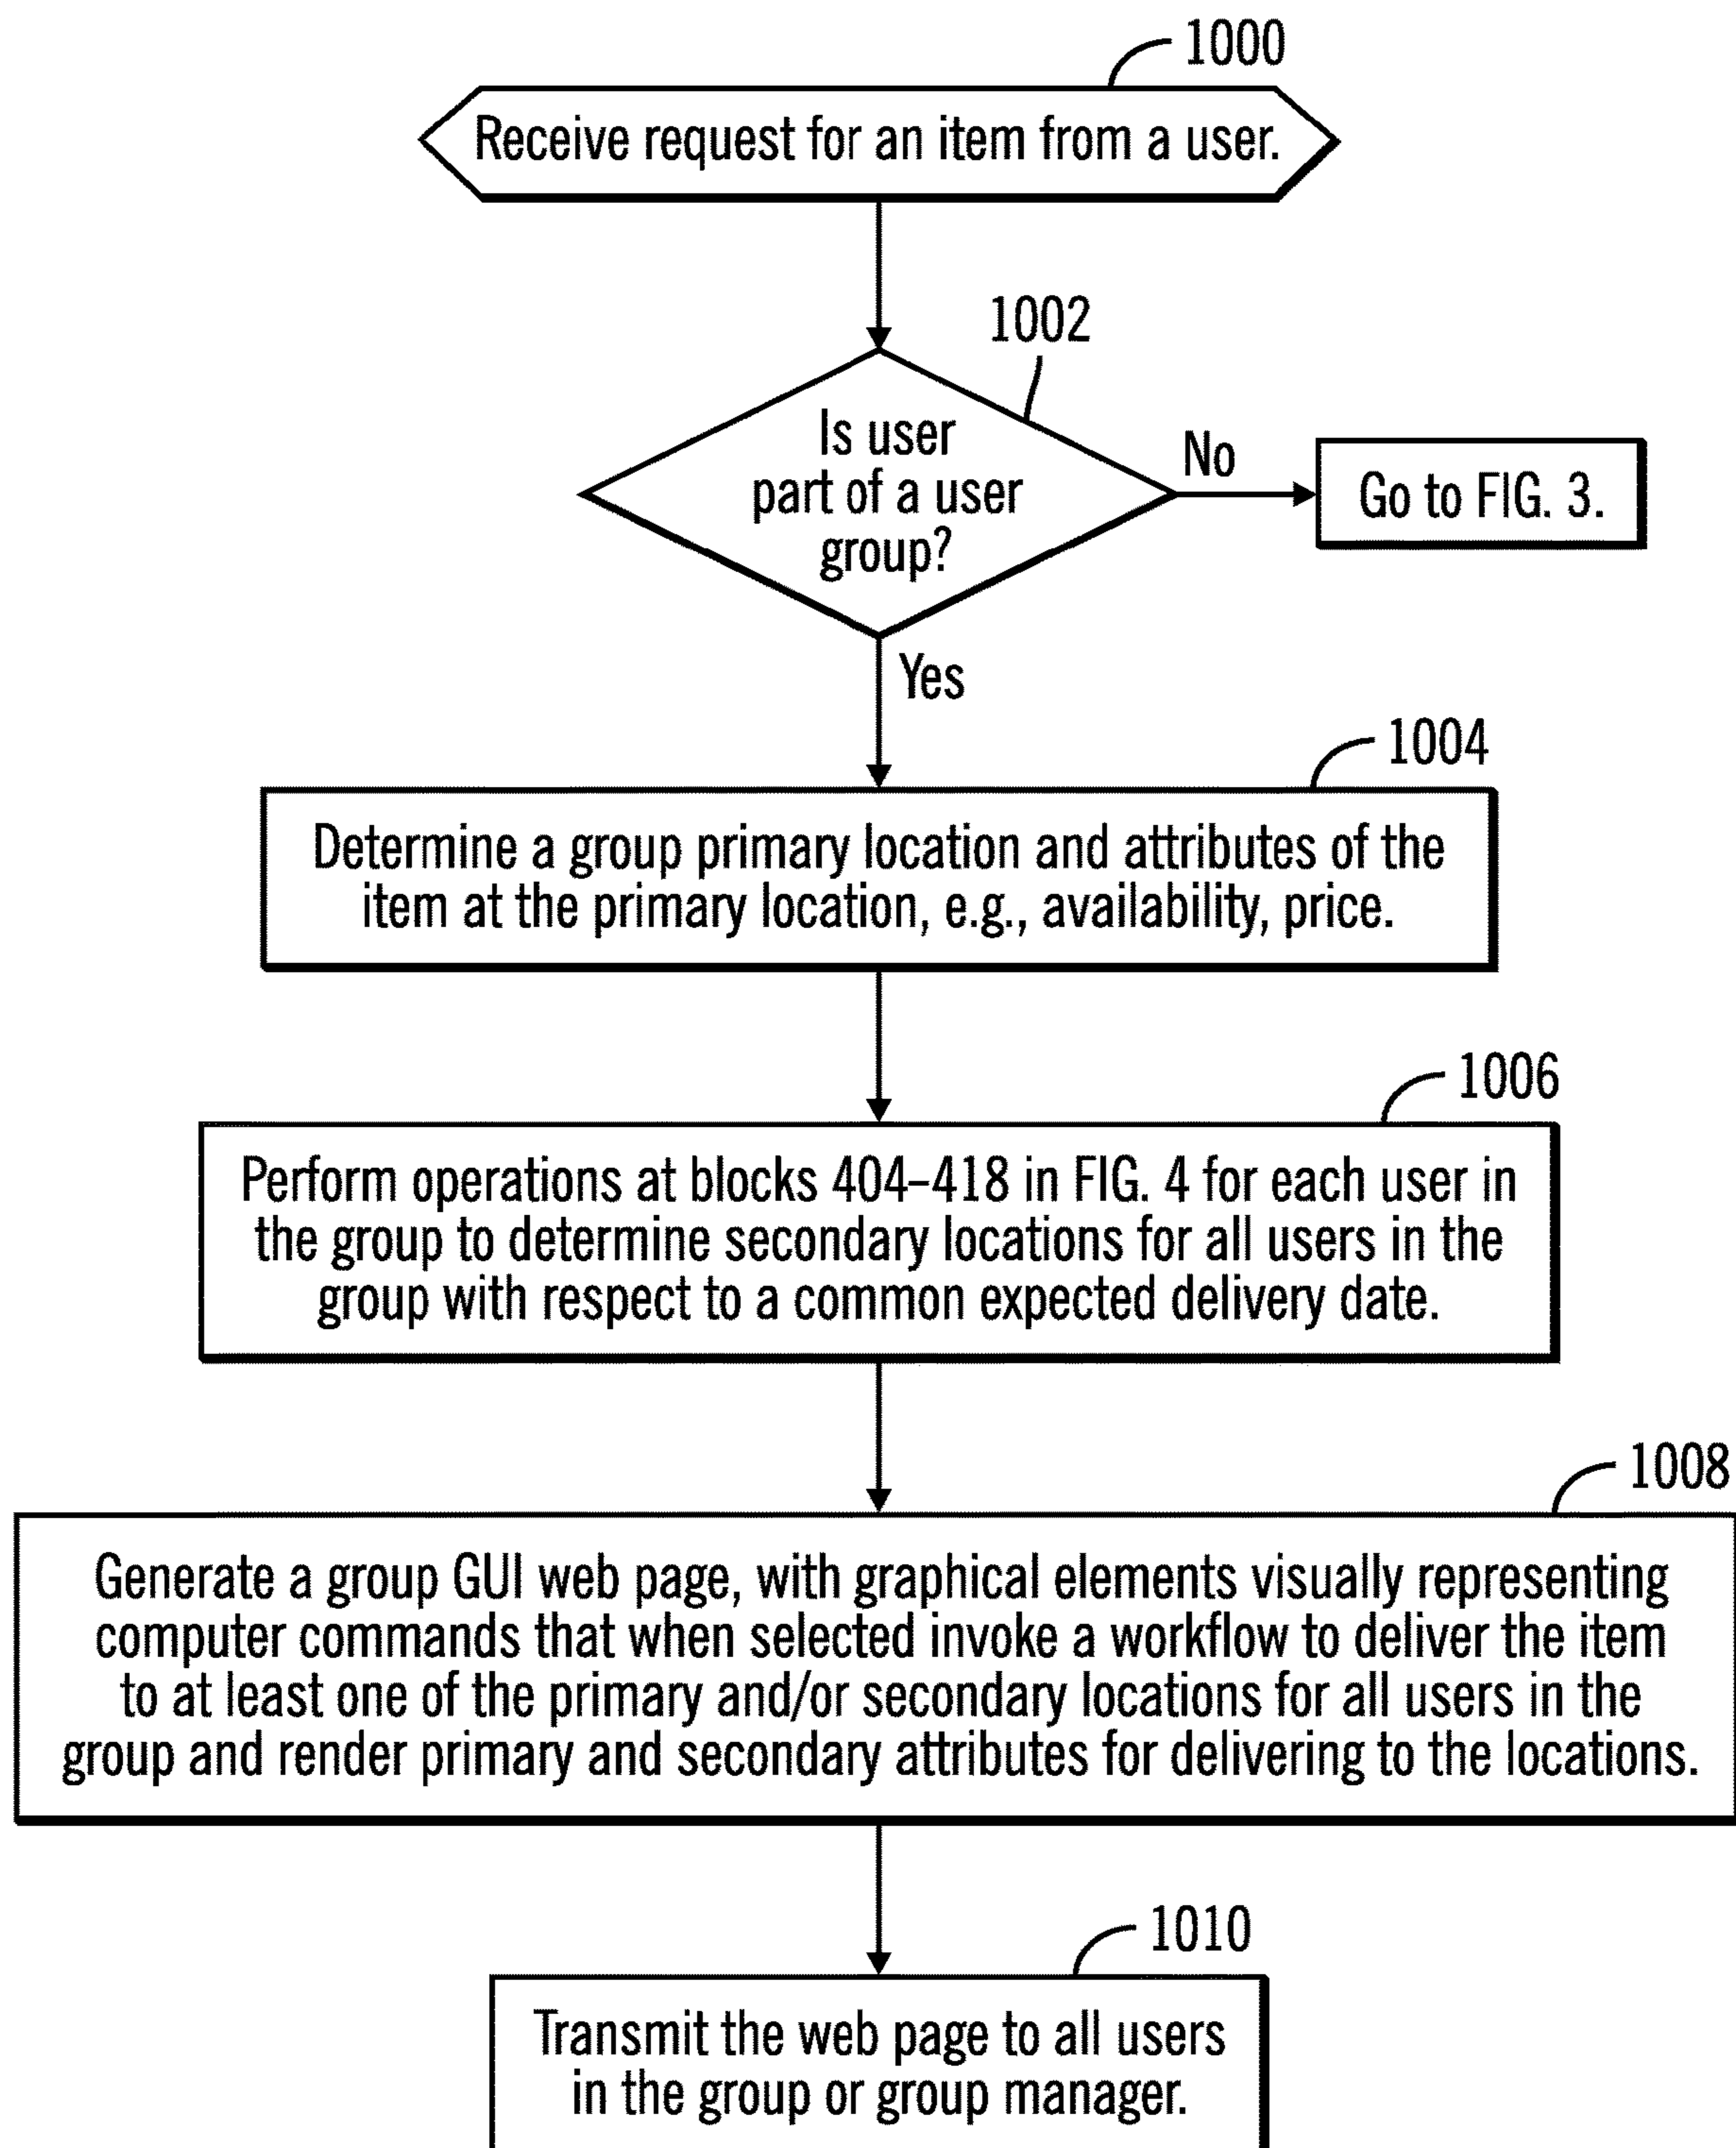 1000
Receive request for an item from a user.
1002
Is user
part of a user
group?
No
Go to FIG. 3.
Yes
1004
Determine a group primary location and attributes of the
item at the primary location, e.g., availability, price.
1006
Perform operations at blocks 404–418 in FIG. 4 for each user in
the group to determine secondary locations for all users in the
group with respect to a common expected delivery date.
1008
Generate a group GUI web page, with graphical elements visually representing
computer commands that when selected invoke a workflow to deliver the item
to at least one of the primary and/or secondary locations for all users in the
group and render primary and secondary attributes for delivering to the locations.
1010
Transmit the web page to all users
in the group or group manager.